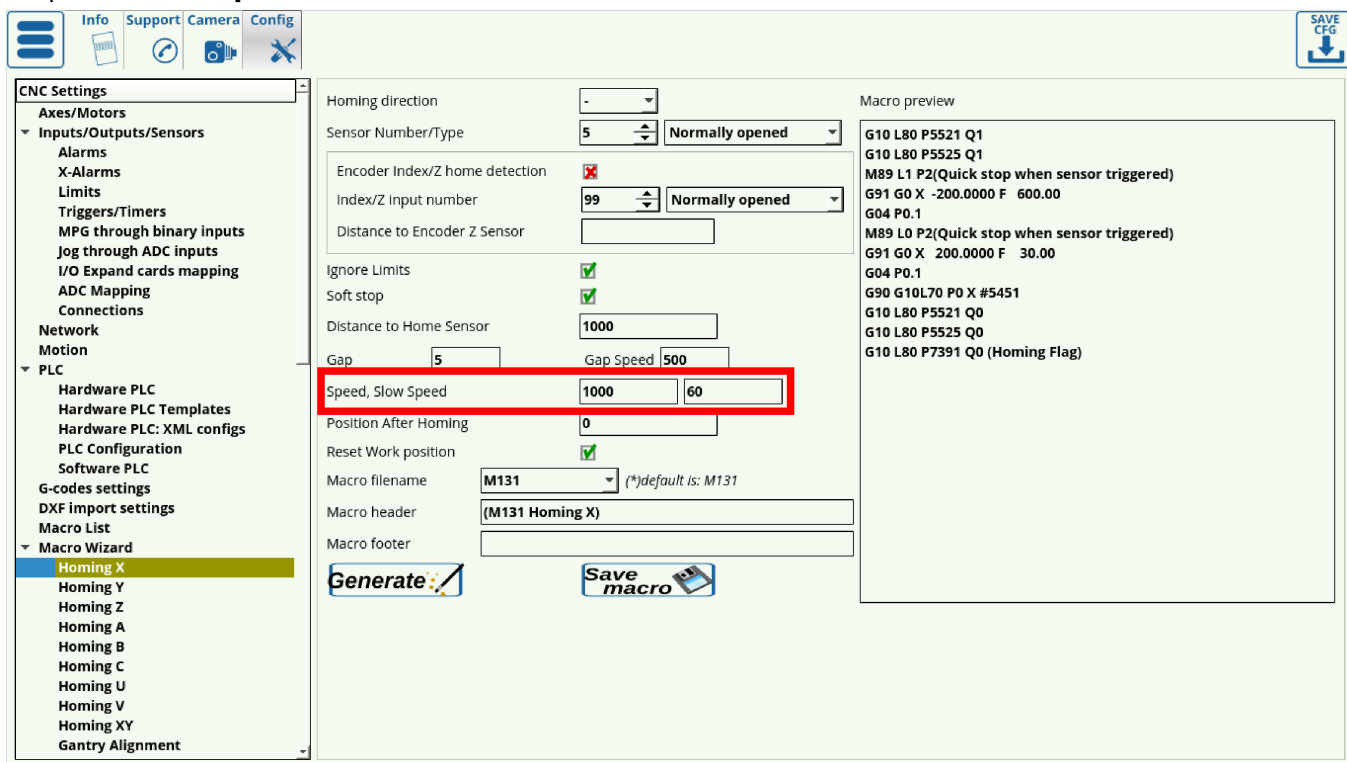 Info Support Camera Config
SAVE
CFG
CNC Settings
Axes/Motors
Inputs/Outputs/Sensors
Alarms
X-Alarms
Limits
Triggers/Timers
MPG through binary inputs
Jog through ADC inputs
I/O Expand cards mapping
ADC Mapping
Connections
Network
Motion
PLC
Hardware PLC
Hardware PLC Templates
Hardware PLC: XML configs
PLC Configuration
Software PLC
G-codes settings
DXF import settings
Macro List
Macro Wizard
Homing X
Homing Y
Homing Z
Homing A
Homing B
Homing C
Homing U
Homing V
Homing XY
Gantry Alignment
Homing direction -
Sensor Number/Type 5 Normally opened
Encoder Index/Z home detection
Index/Z input number 99 Normally opened
Distance to Encoder Z Sensor
Ignore Limits
Soft stop
Distance to Home Sensor 1000
Gap 5 Gap Speed 500
Speed, Slow Speed 1000 60
Position After Homing 0
Reset Work position
Macro filename M131 (*)default is: M131
Macro header (M131 Homing X)
Macro footer
Generate Save
macro
Macro preview
G10 L80 P5521 Q1
G10 L80 P5525 Q1
M89 L1 P2(Quick stop when sensor triggered)
G91 G0 X -200.0000 F 600.00
G04 P0.1
M89 L0 P2(Quick stop when sensor triggered)
G91 G0 X 200.0000 F 30.00
G04 P0.1
G90 G10L70 P0 X #5451
G10 L80 P5521 Q0
G10 L80 P5525 Q0
G10 L80 P7391 Q0 (Homing Flag)